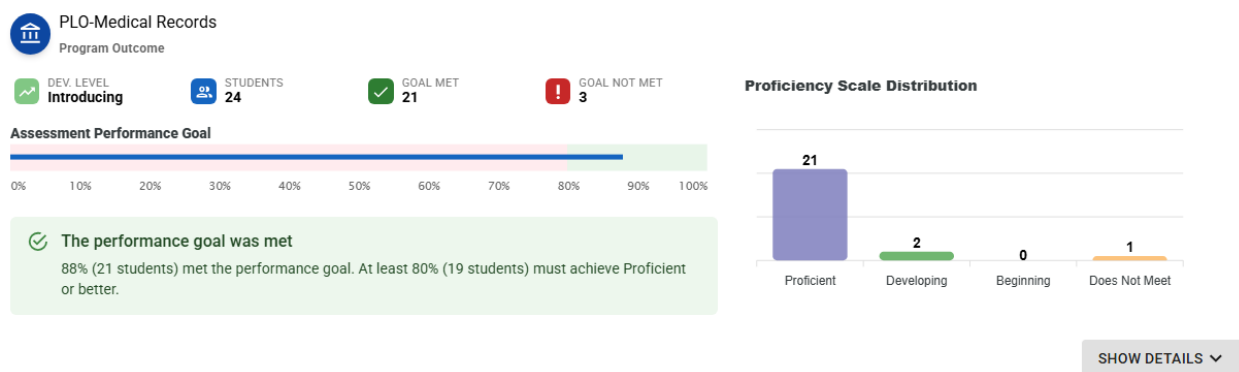 PLO-Medical Records
Program Outcome
DEV. LEVEL
Introducing
STUDENTS
24
GOAL MET
21
GOAL NOT MET
3
Assessment Performance Goal
0% 10% 20% 30% 40% 50% 60% 70% 80% 90% 100%
The performance goal was met
88% (21 students) met the performance goal. At least 80% (19 students) must achieve Proficient
or better.
Proficiency Scale Distribution
21
2
0
1
Proficient Developing Beginning Does Not Meet
SHOW DETAILS